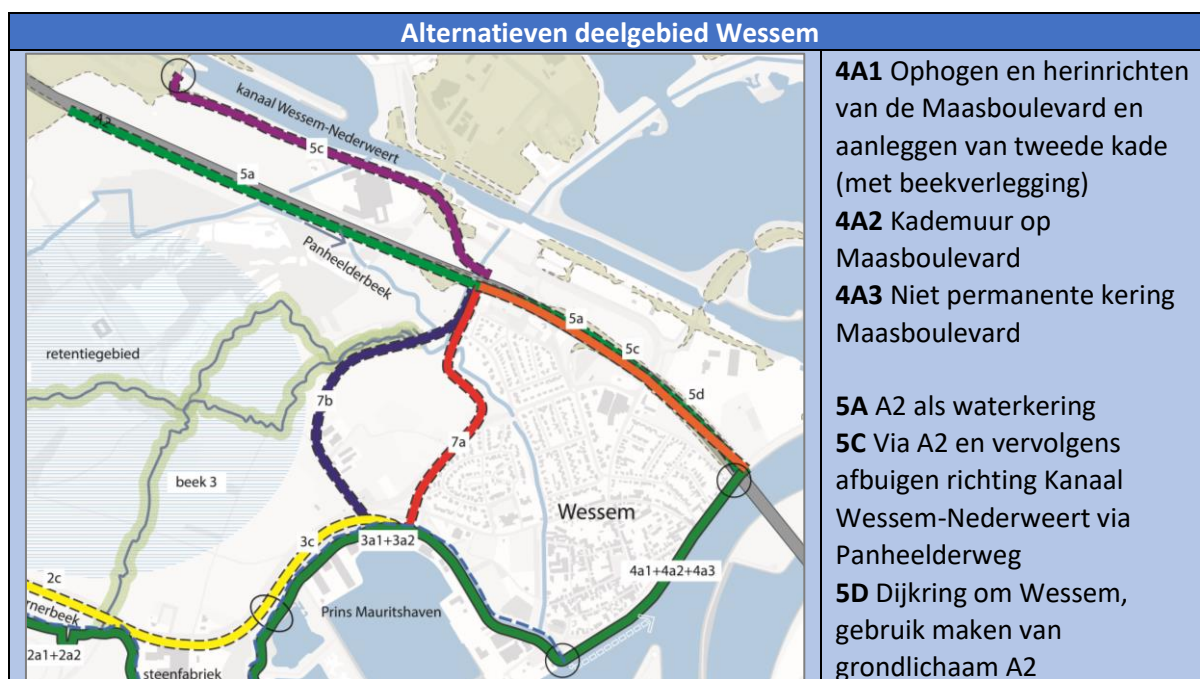 Alternatieven deelgebied Wessem
kanaal Wessem-Nederweert
A2
5c
5a
Panheelderbeek
5a
5c
5d
retentiegebied
7b
7a
beek 3
Wessem
3c
3a1+3a2
4a1+4a2+4a3
2c
Prins Mauritshaven
nerbeek
2a1+2a2
steenfabriek
4A1 Ophogen en herinrichten
van de Maasboulevard en
aanleggen van tweede kade
(met beekverlegging)
4A2 Kademuur op
Maasboulevard
4A3 Niet permanente kering
Maasboulevard
5A A2 als waterkering
5C Via A2 en vervolgens
afbuigen richting Kanaal
Wessem-Nederweert via
Panheelderweg
5D Dijkring om Wessem,
gebruik maken van
grondlichaam A2